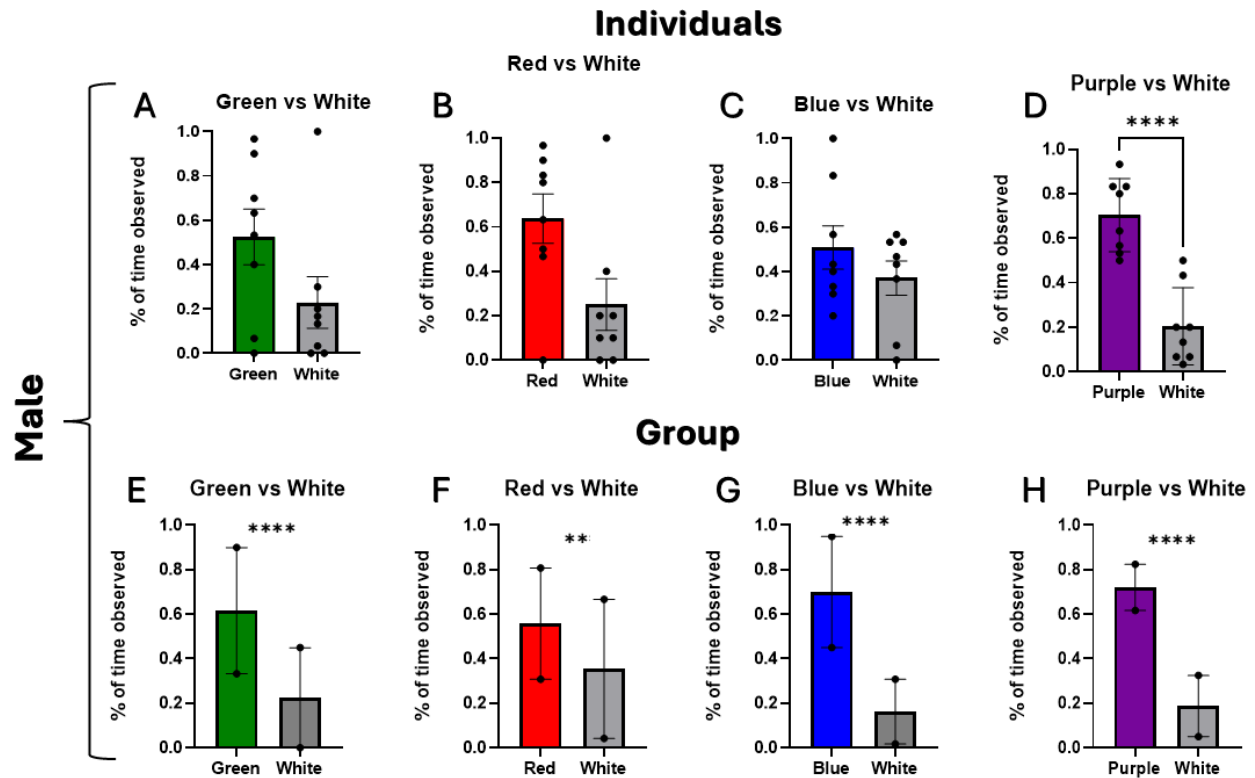 Individuals
Male
A
Green vs White
% of time observed
1.0
0.8
0.6
0.4
0.2
0.0
Green White
B
Red vs White
% of time observed
1.0
0.8
0.6
0.4
0.2
0.0
Red White
C
Blue vs White
% of time observed
1.0
0.8
0.6
0.4
0.2
0.0
Blue White
D
Purple vs White
****
% of time observed
1.0
0.8
0.6
0.4
0.2
0.0
Purple White
Group
E
Green vs White
****
% of time observed
1.0
0.8
0.6
0.4
0.2
0.0
Green White
F
Red vs White
**
% of time observed
1.0
0.8
0.6
0.4
0.2
0.0
Red White
G
Blue vs White
****
% of time observed
1.0
0.8
0.6
0.4
0.2
0.0
Blue White
H
Purple vs White
****
% of time observed
1.0
0.8
0.6
0.4
0.2
0.0
Purple White